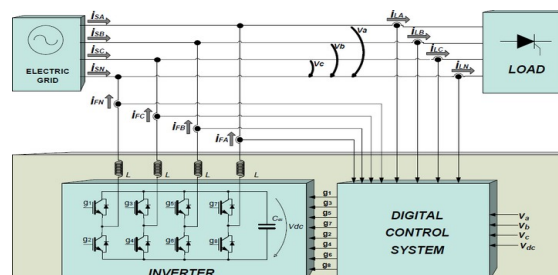 iSA
iSB
iSC
iSN
ELECTRIC
GRID
Va
Vb
Vc
iLA
iLB
iLC
iLN
LOAD
iFN
iFC
iFB
iFA
L
L
L
L
g1
g3
g5
g7
g2
g4
g6
g8
Vdc
INVERTER
g1
g3
g5
g7
g2
g4
g6
g8
DIGITAL
CONTROL
SYSTEM
Va
Vb
Vc
Vdc